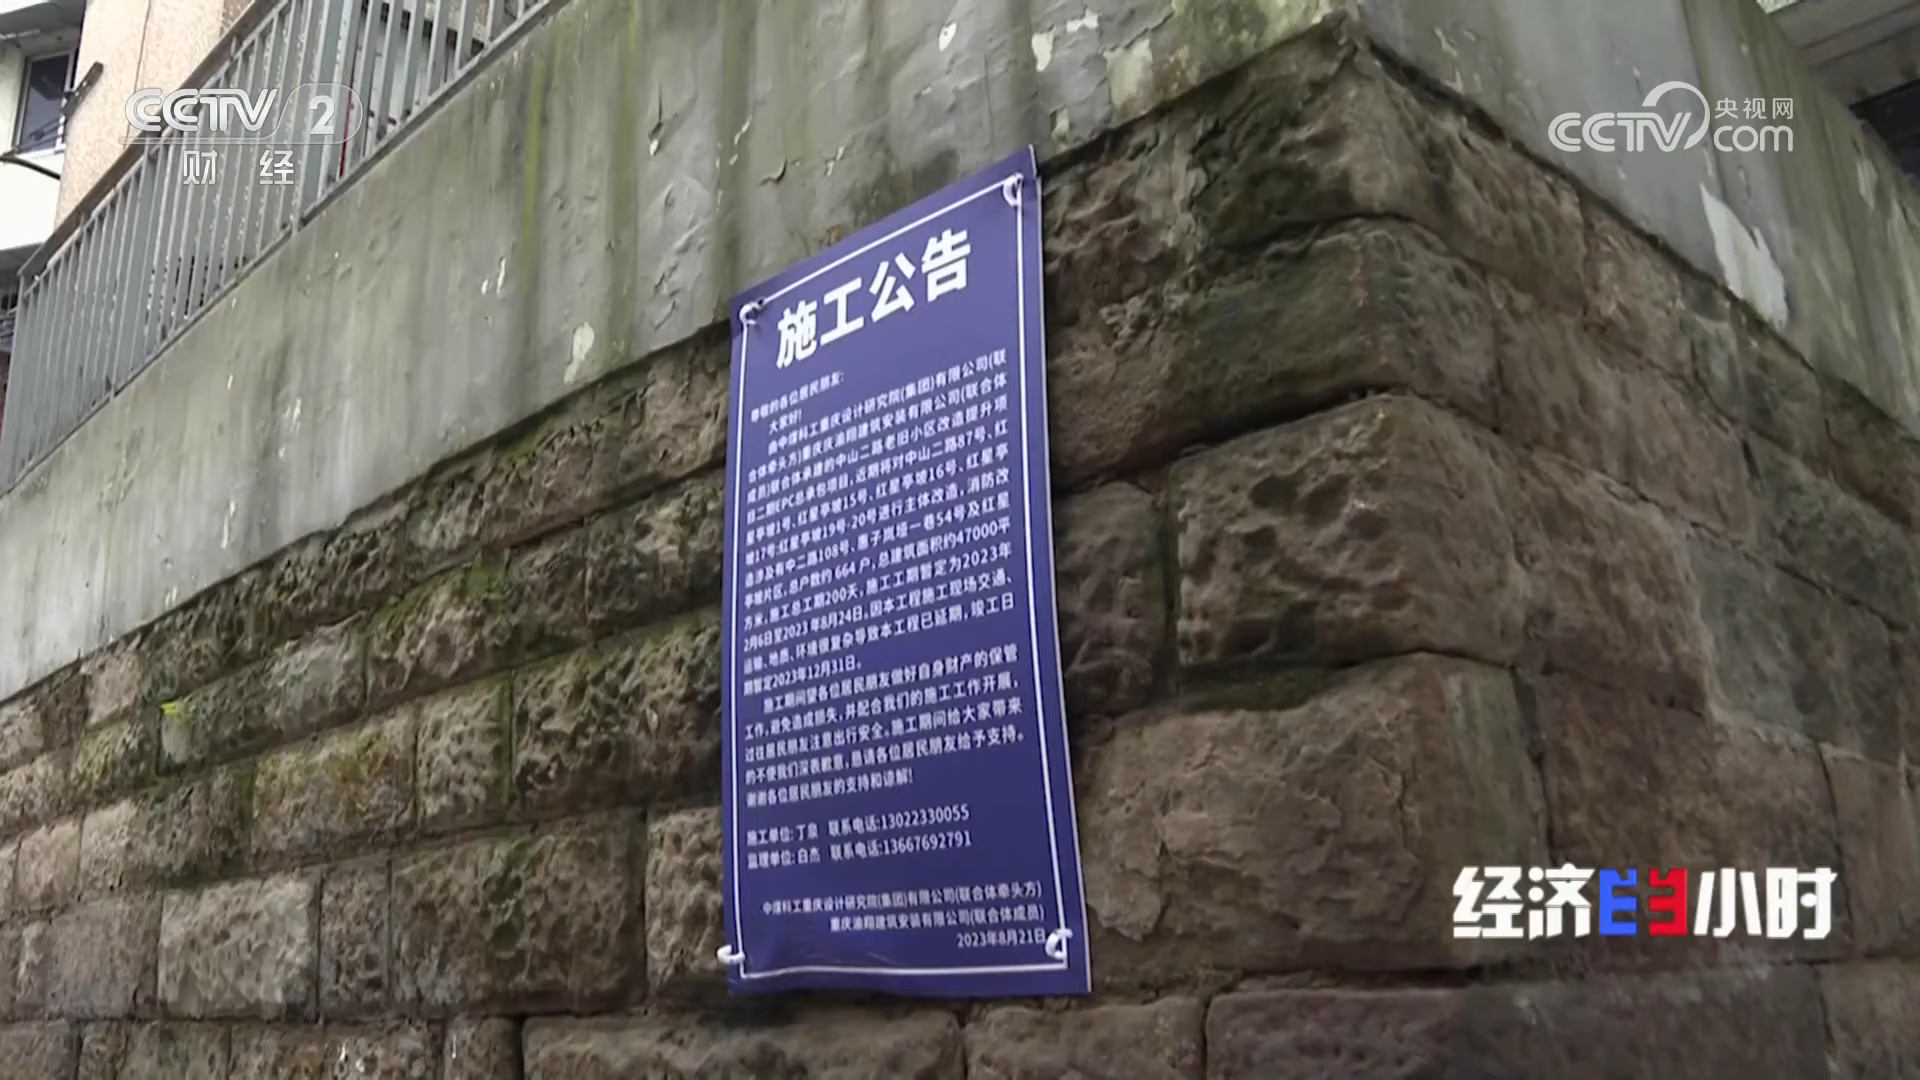 CCTV 2
财 经
CCTV 央视网
com
施工公告
尊敬的各位居民朋友:
大家好!
由中煤科工重庆设计研究院(集团)有限公司(联
合体牵头方)重庆庆渝翔建筑安装有限公司(联合体
成员)联合体承建的中山二路老旧小区改造提升项
目二期EPC总承包项目,近期将对中山二路87号、红
星亭坡1号、红星亭坡15号、红星亭坡16号、红星亭
坡17号;红星亭坡19号-20号进行主体改造,消防改
造涉及有中二路108号、惠子岚垭一巷54号及红星
亭坡片区,总户数约 664 户,总建筑面积约47000平
方米,施工总工期200天,施工工期暂定为2023年
2月6日至2023 年8月24日。因本工程施工现场交通、
运输、地质、环境很复杂导致本工程已延期,竣工日
期暂定2023年12月31日。
施工期间望各位居民朋友做好自身财产的保管
工作,避免造成损失,并配合我们的施工工作开展,
过往居民朋友注意出行安全。施工期间给大家带来
的不便我们深表歉意,恳请各位居民朋友给予支持。
谢谢各位居民朋友的支持和谅解!
施工单位: 丁泉 联系电话:13022330055
监理单位: 白杰 联系电话:13667692791
中煤科工重庆设计研究院(集团)有限公司(联合体牵头方)
重庆渝翔建筑安装有限公司(联合体成员)
2023年8月21日
经济半小时